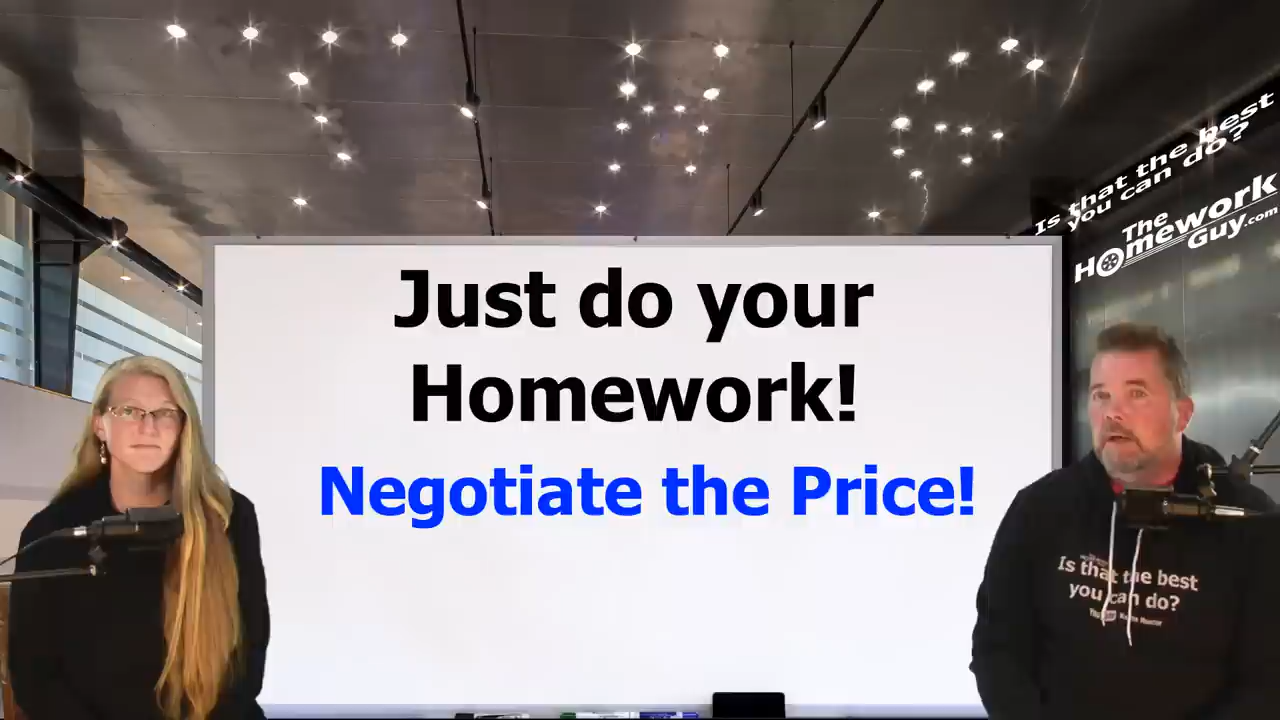 Is that the best
you can do?
The
Homework
Guy.com
Just do your
Homework!
Negotiate the Price!
Is that the best
you can do?